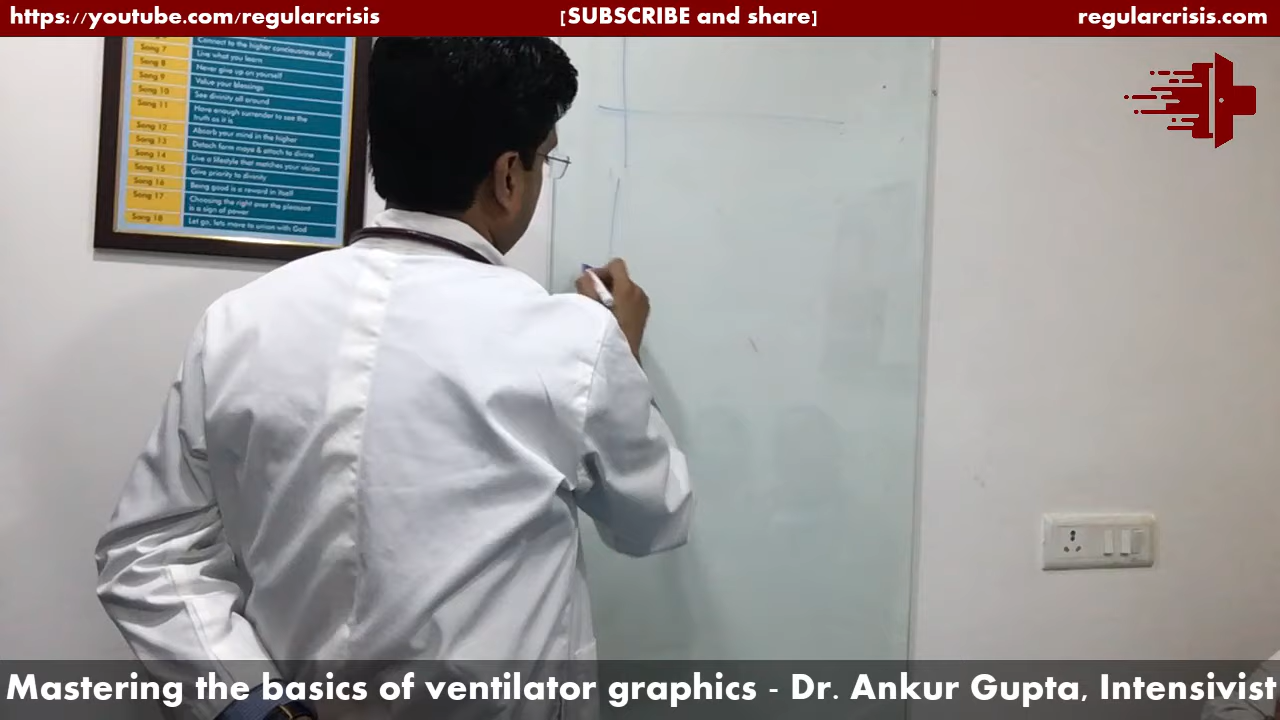 https://youtube.com/regularcrisis
[SUBSCRIBE and share]
regularcrisis.com
Song 7 Connect to the higher conciousness daily
Song 8 Live what you learn
Song 9 Never give up on yourself
Song 10 Value your blessings
Song 11 See divinity all around
Have enough surrender to see the
truth as it is
Song 12 Absorb your mind in the higher
Song 13 Detach form maya & attach to divine
Song 14 Live a lifestyle that matches your vision
Song 15 Give priority to divinity
Song 16 Being good is a reward in itself
Song 17 Choosing the right over the pleasant
is a sign of power
Song 18 Let go, lets move to union with God
Mastering the basics of ventilator graphics - Dr. Ankur Gupta, Intensivist